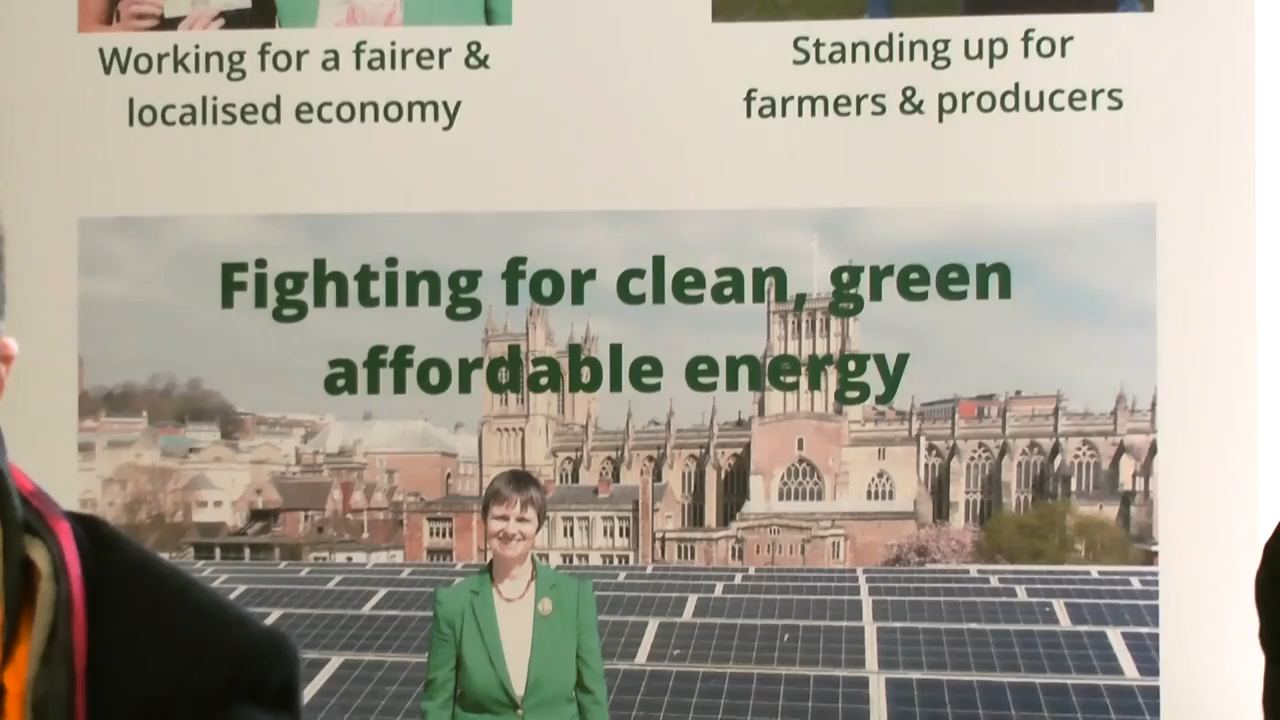 Working for a fairer &
localised economy
Standing up for
farmers & producers
Fighting for clean, green
affordable energy